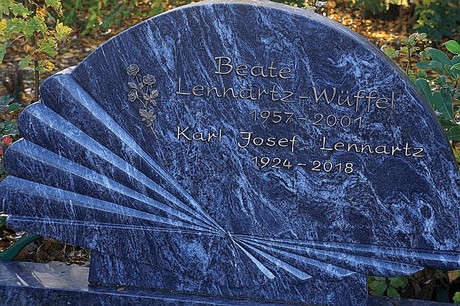 Beate
Lennartz-Wüffel
1957-2001
Karl Josef Lennartz
1924-2018